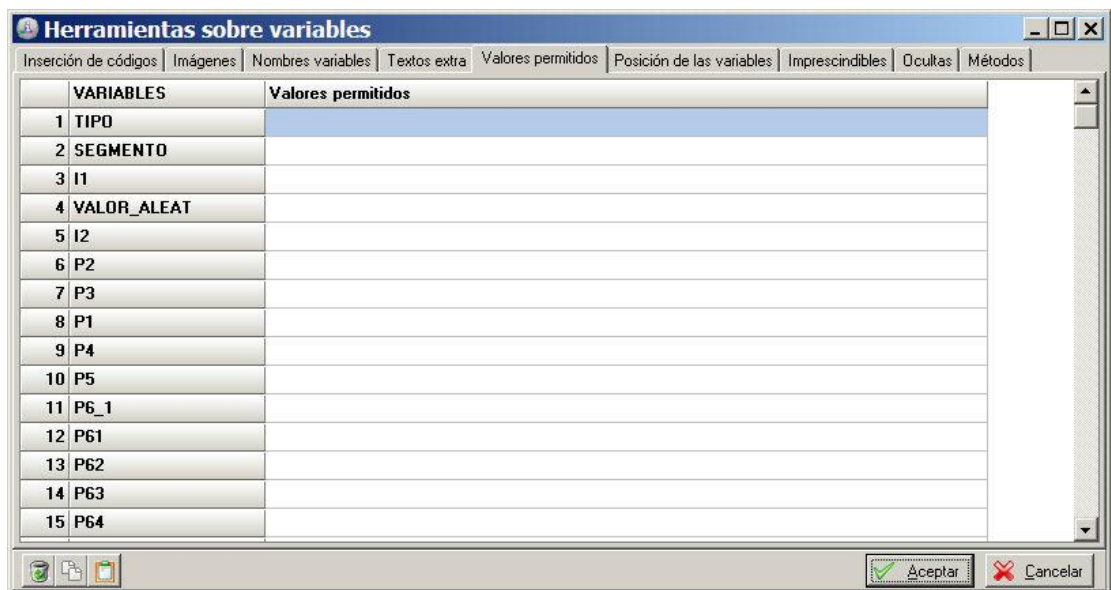 Herramientas sobre variables
Inserción de códigos Imágenes Nombres variables Textos extra Valores permitidos Posición de las variables Imprescindibles Ocultas Métodos
VARIABLES Valores permitidos
1 TIPO
2 SEGMENTO
3 I1
4 VALOR_ALEAT
5 I2
6 P2
7 P3
8 P1
9 P4
10 P5
11 P6_1
12 P61
13 P62
14 P63
15 P64
Aceptar Cancelar